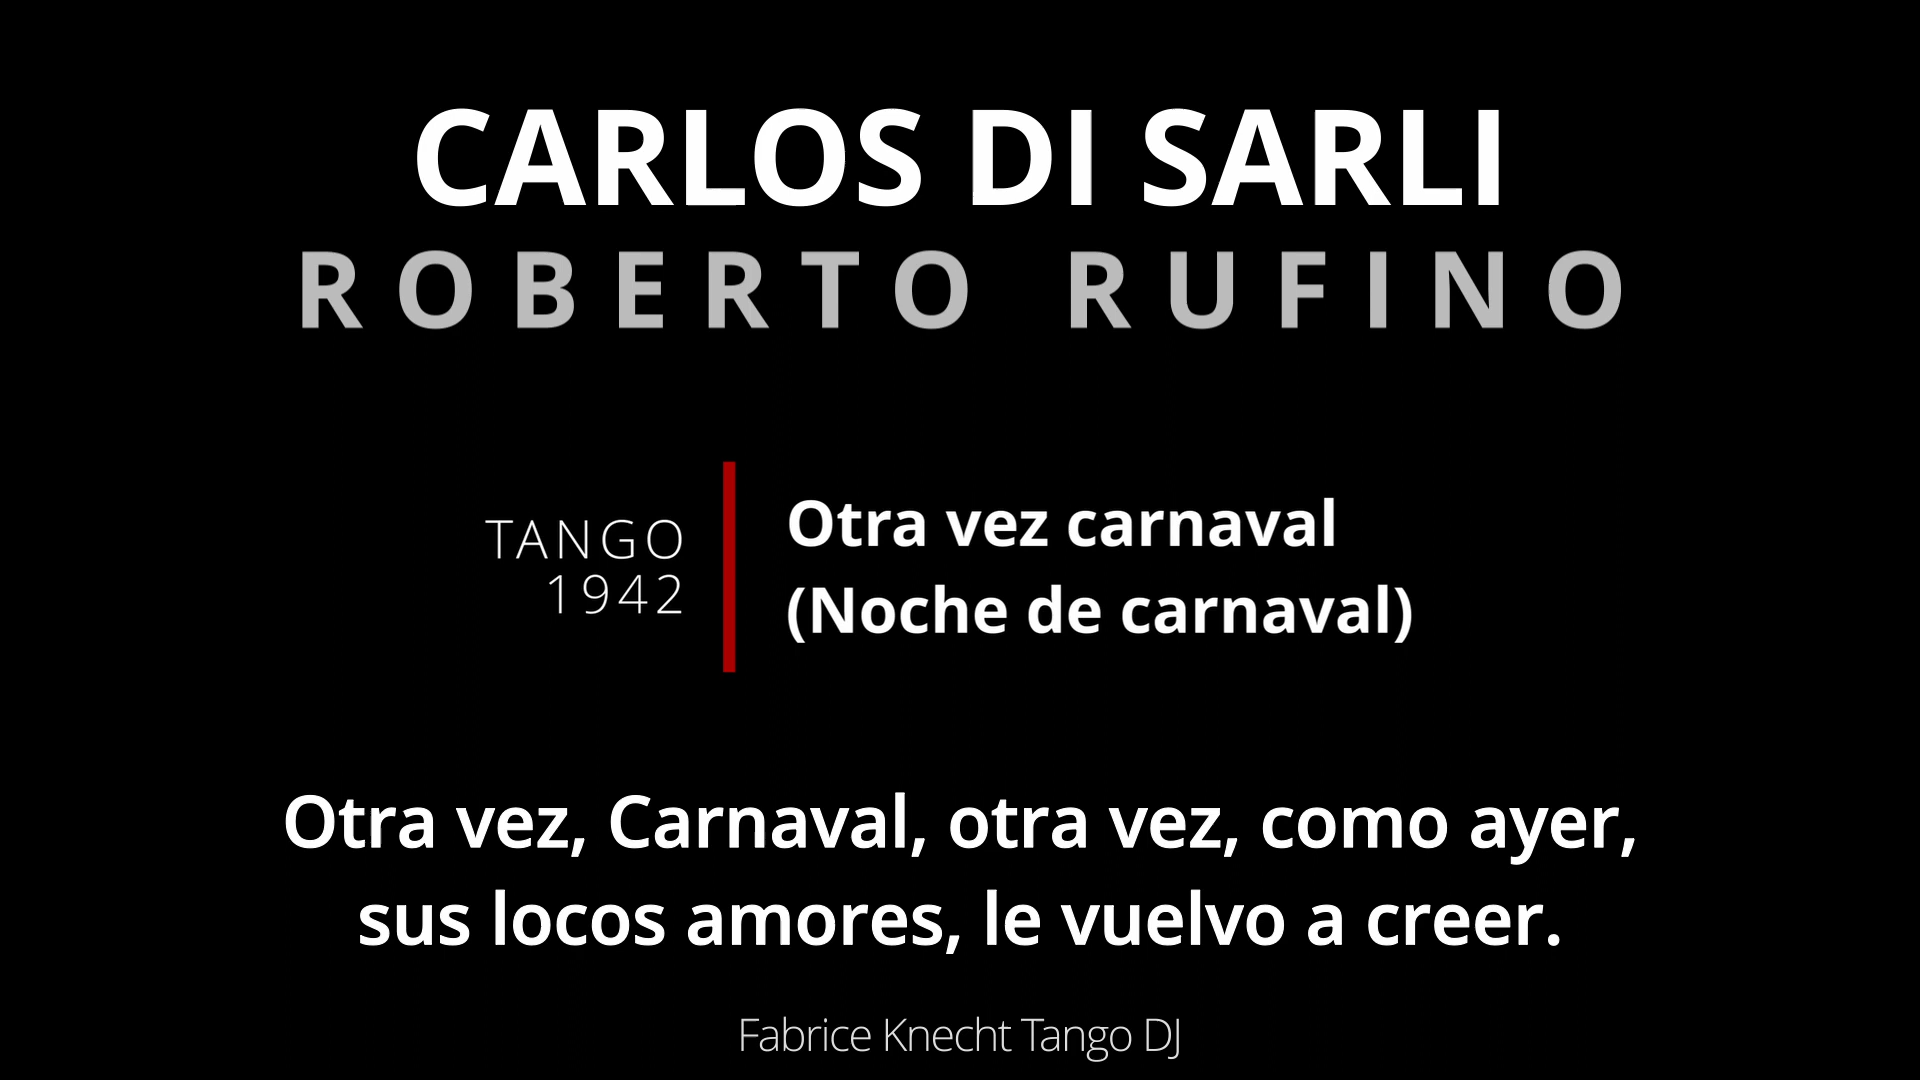 CARLOS DI SARLI
ROBERTO RUFINO
TANGO
1942
Otra vez carnaval
(Noche de carnaval)
Otra vez, Carnaval, otra vez, como ayer,
sus locos amores, le vuelvo a creer.
Fabrice Knecht Tango DJ